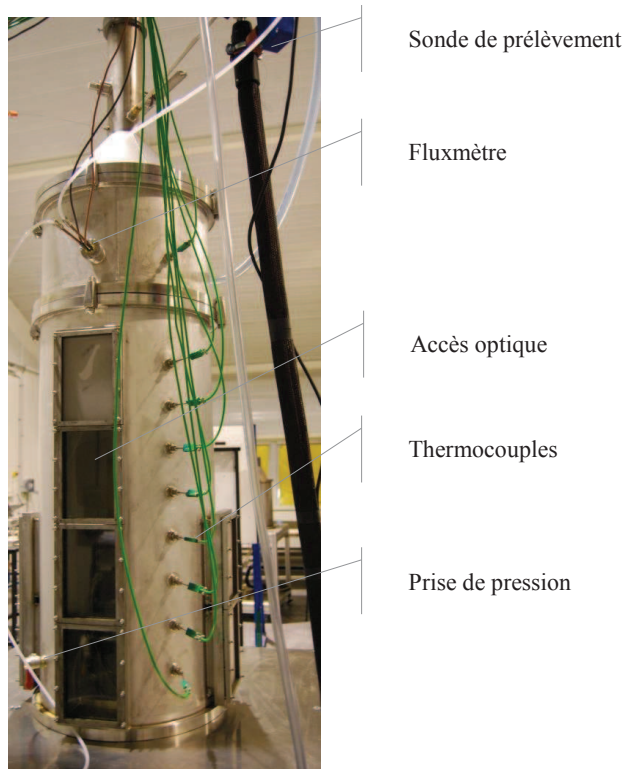 Sonde de prélèvement
Fluxmètre
Accès optique
Thermocouples
Prise de pression